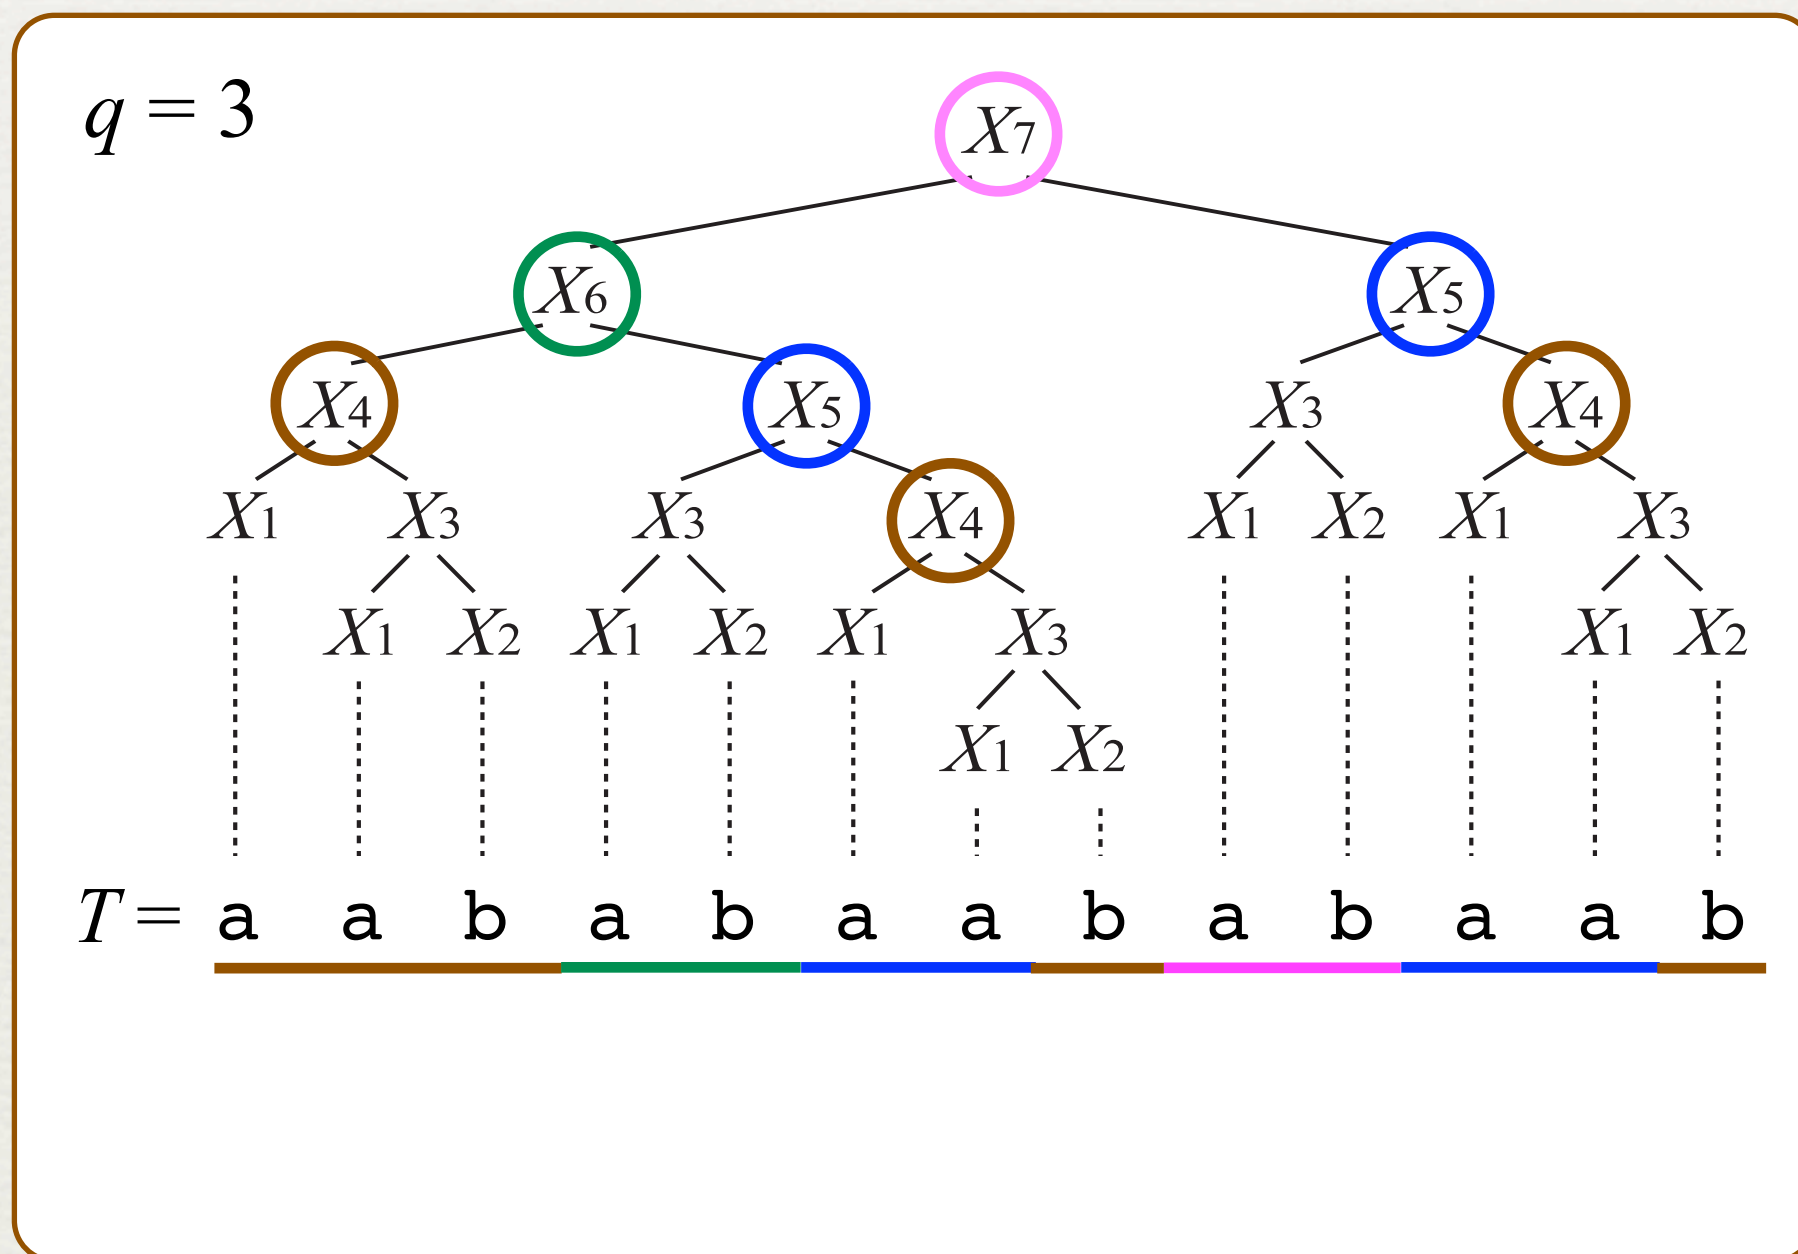 q = 3
X7
X6 X5
X4 X5 X3 X4
X1 X3 X3 X4 X1 X2 X1 X3
X1 X2 X1 X2 X1 X3 X1 X2
X1 X2
T = a a b a b a a b a b a a b